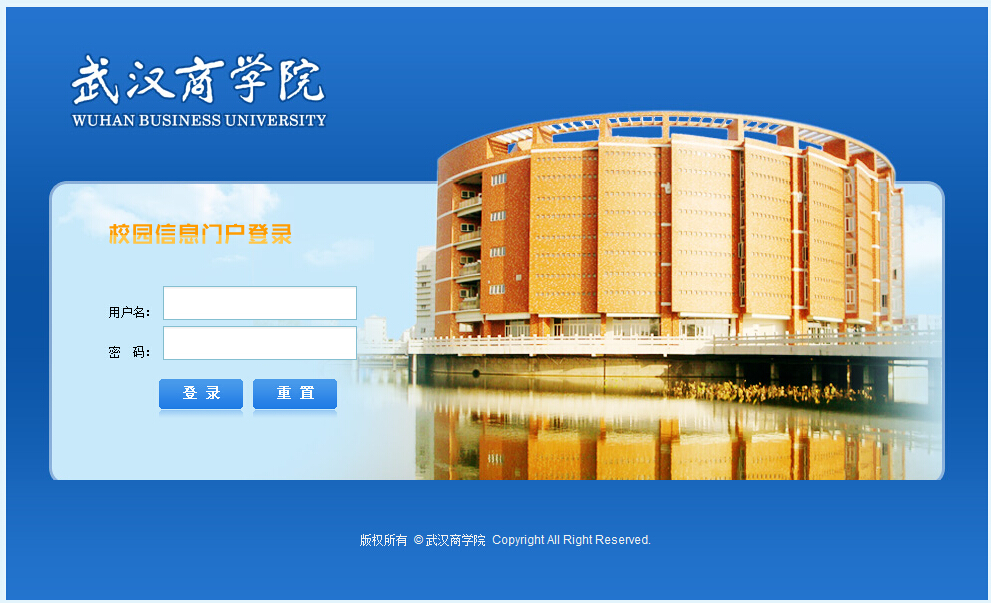 武汉商学院
WUHAN BUSINESS UNIVERSITY
校园信息门户登录
用户名：
密 码：
登 录 重 置
版权所有 © 武汉商学院 Copyright All Right Reserved.